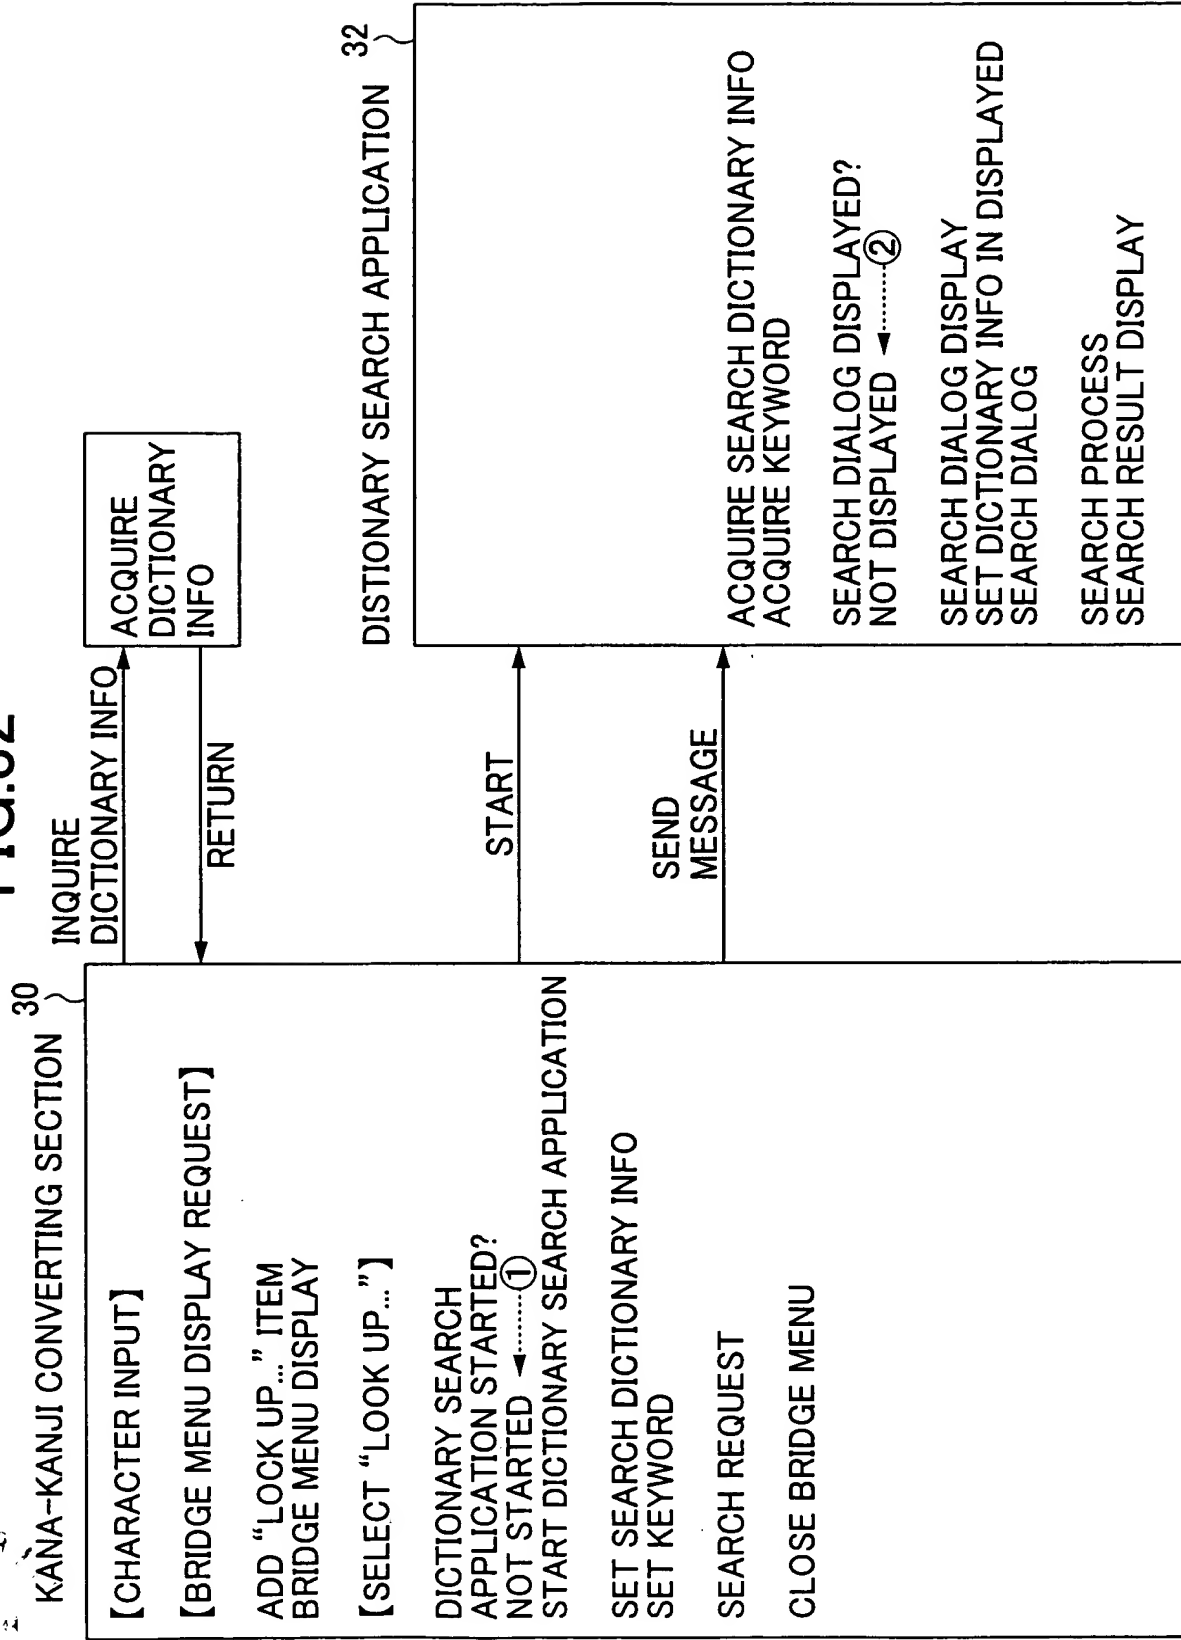 INQUIRE
DICTIONARY INFO
RETURN
ACQUIRE
DICTIONARY
INFO
KANA-KANJI CONVERTING SECTION
30
【CHARACTER INPUT】
【BRIDGE MENU DISPLAY REQUEST】
ADD “LOCK UP...” ITEM
BRIDGE MENU DISPLAY
【SELECT “LOOK UP...”】
DICTIONARY SEARCH
APPLICATION STARTED?
NOT STARTED ①
START DICTIONARY SEARCH APPLICATION
SET SEARCH DICTIONARY INFO
SET KEYWORD
SEARCH REQUEST
CLOSE BRIDGE MENU
START
SEND
MESSAGE
DISTIONARY SEARCH APPLICATION
32
ACQUIRE SEARCH DICTIONARY INFO
ACQUIRE KEYWORD
SEARCH DIALOG DISPLAYED?
NOT DISPLAYED ②
SEARCH DIALOG DISPLAY
SET DICTIONARY INFO IN DISPLAYED
SEARCH DIALOG
SEARCH PROCESS
SEARCH RESULT DISPLAY